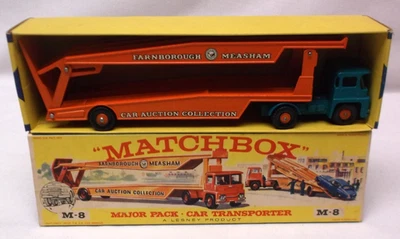 FARNBOROUGH MEASHAM
CAR AUCTION COLLECTION
"MATCHBOX"
FARNBOROUGH MEASHAM
CAR AUCTION COLLECTION
M-8
MAJOR PACK · CAR TRANSPORTER
M-8
A LESNEY PRODUCT